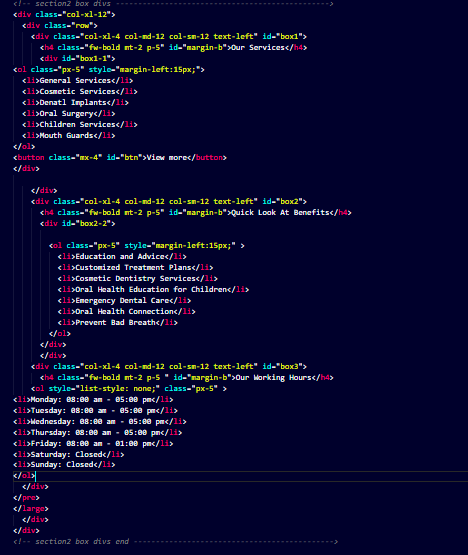 <!-- section2 box divs ------------------------------------------------>
<div class="col-xl-12">
<div class="row">
<div class="col-xl-4 col-md-12 col-sm-12 text-left" id="box1">
<h4 class="fw-bold mt-2 p-5" id="margin-b">Our Services</h4>
<div id="box1-1">
<ol class="px-5" style="margin-left:15px;">
<li>General Services</li>
<li>Cosmetic Services</li>
<li>Denatl Implants</li>
<li>Oral Surgery</li>
<li>Children Services</li>
<li>Mouth Guards</li>
</ol>
<button class="mx-4" id="btn">View more</button>
</div>
</div>
<div class="col-xl-4 col-md-12 col-sm-12 text-left" id="box2">
<h4 class="fw-bold mt-2 p-5" id="margin-b">Quick Look At Benefits</h4>
<div id="box2-2">
<ol class="px-5" style="margin-left:15px;" >
<li>Education and Advice</li>
<li>Customized Treatment Plans</li>
<li>Cosmetic Dentistry Services</li>
<li>Oral Health Education for Children</li>
<li>Emergency Dental Care</li>
<li>Oral Health Connection</li>
<li>Prevent Bad Breath</li>
</ol>
</div>
</div>
<div class="col-xl-4 col-md-12 col-sm-12 text-left" id="box3">
<h4 class="fw-bold mt-2 p-5 " id="margin-b">Our Working Hours</h4>
<ol style="list-style: none;" class="px-5" >
<li>Monday: 08:00 am - 05:00 pm</li>
<li>Tuesday: 08:00 am - 05:00 pm</li>
<li>Wednesday: 08:00 am - 05:00 pm</li>
<li>Thursday: 08:00 am - 05:00 pm</li>
<li>Friday: 08:00 am - 01:00 pm</li>
<li>Saturday: Closed</li>
<li>Sunday: Closed</li>
</ol>
</div>
</pre>
</large>
</div>
</div>
<!-- section2 box divs end ---------------------------------------------->